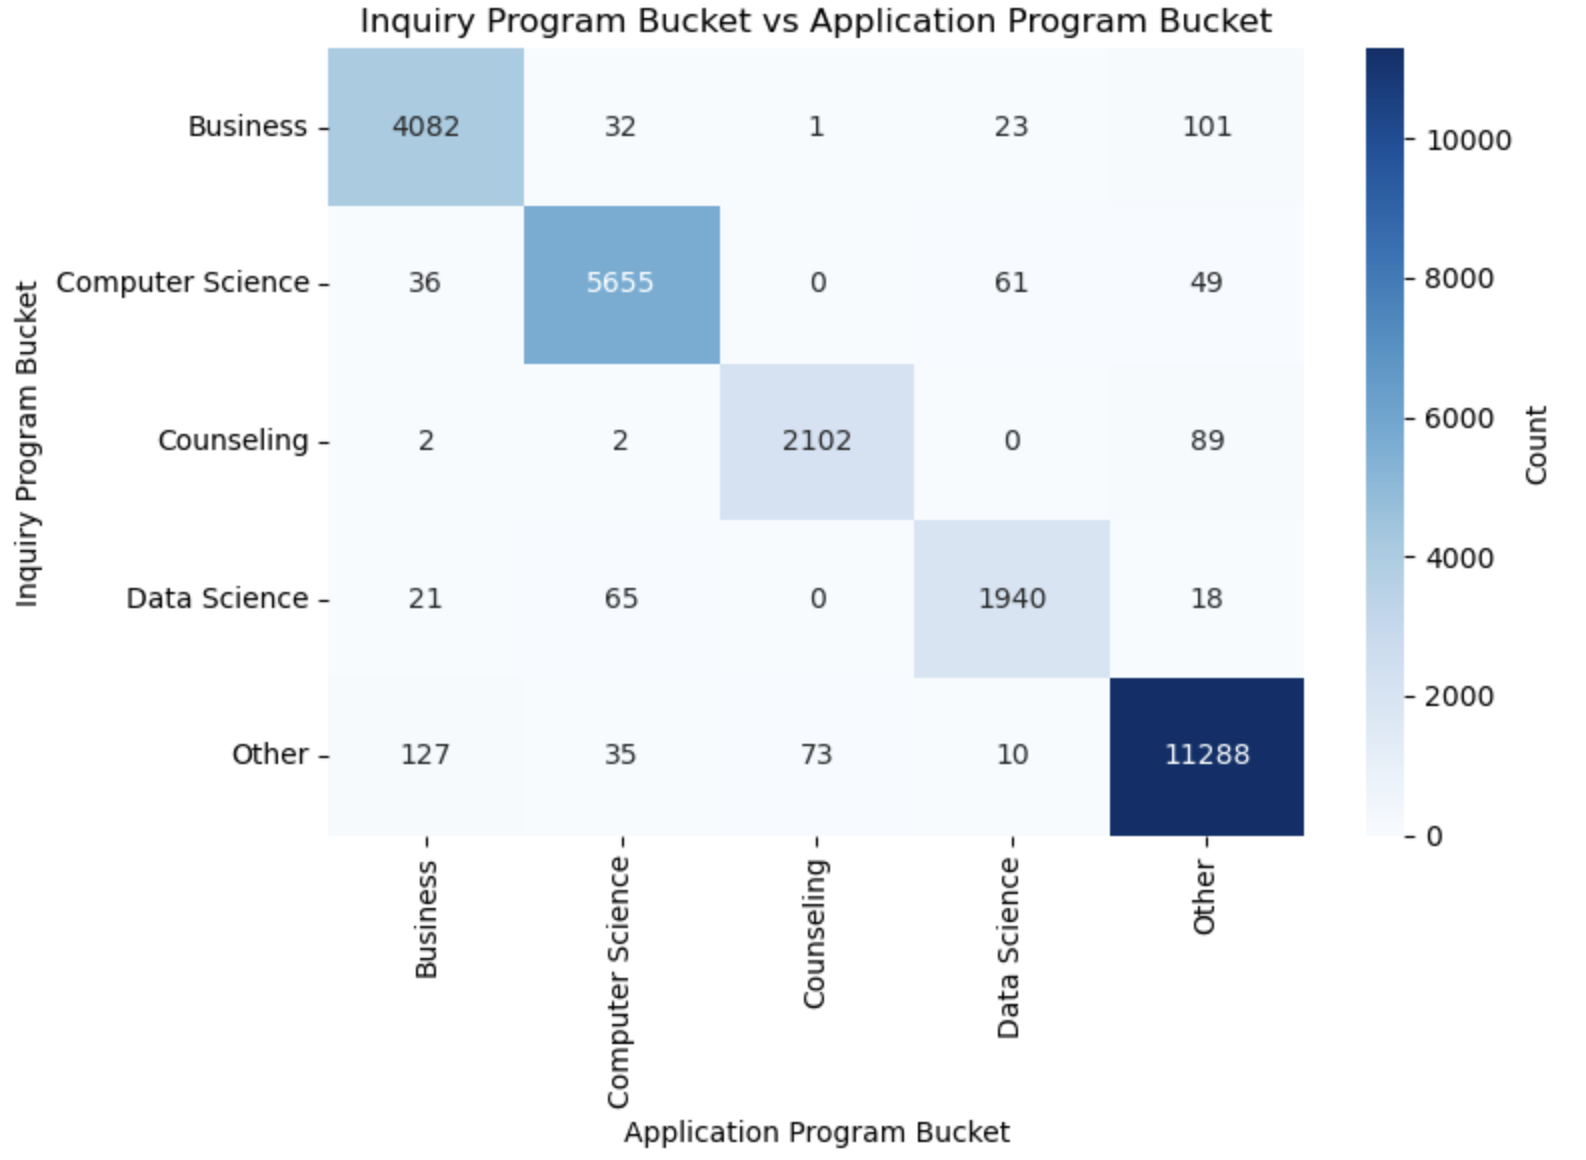 Inquiry Program Bucket vs Application Program Bucket
Inquiry Program Bucket
Business 4082 32 1 23 101
Computer Science 36 5655 0 61 49
Counseling 2 2 2102 0 89
Data Science 21 65 0 1940 18
Other 127 35 73 10 11288
Business
Computer Science
Counseling
Data Science
Other
Application Program Bucket
10000
8000
6000
4000
2000
0
Count